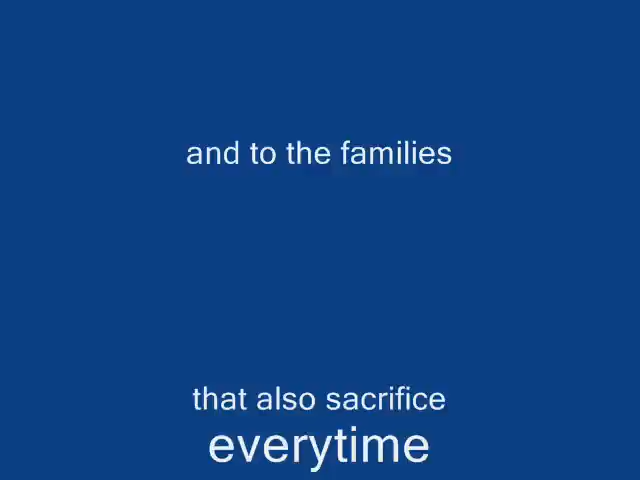 and to the families
that also sacrifice
everytime